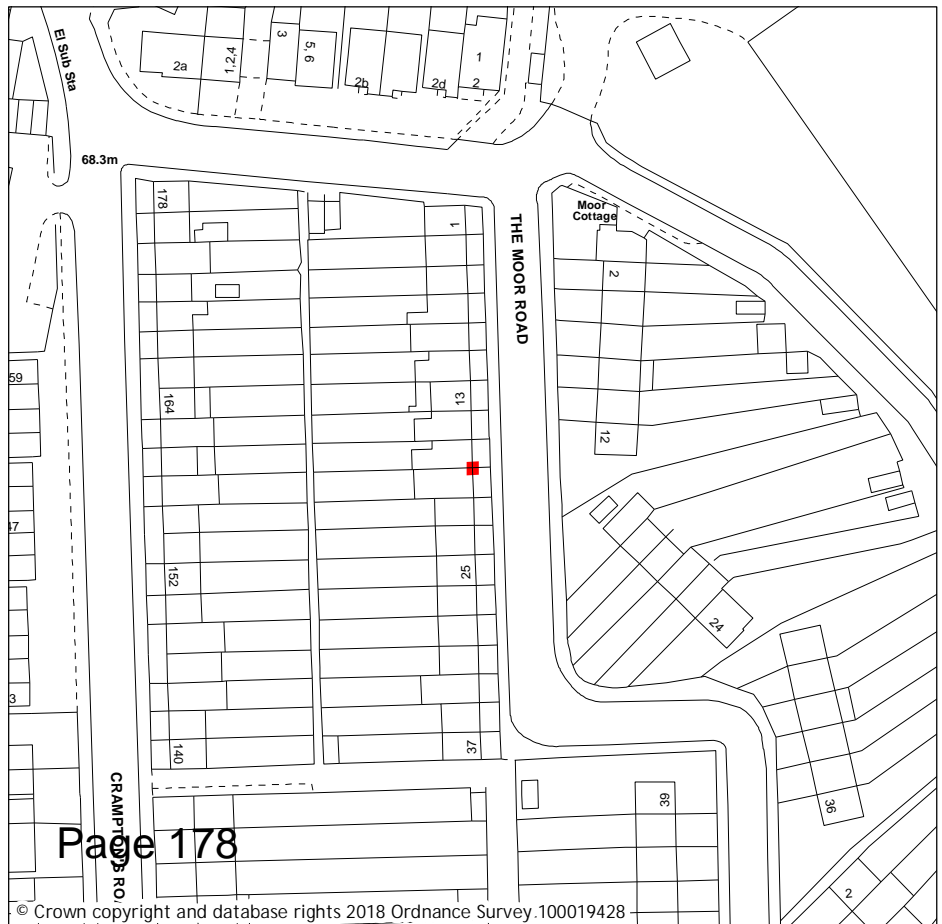 El Sub Sta
2a
1,2,4
3
5,6
2b
2d
1
2
68.3m
178
1
THE MOOR ROAD
Moor
Cottage
2
59
164
13
12
47
152
25
24
3
140
37
39
36
CRAMPTON'S ROA
Page 178
2
© Crown copyright and database rights 2018 Ordnance Survey 100019428